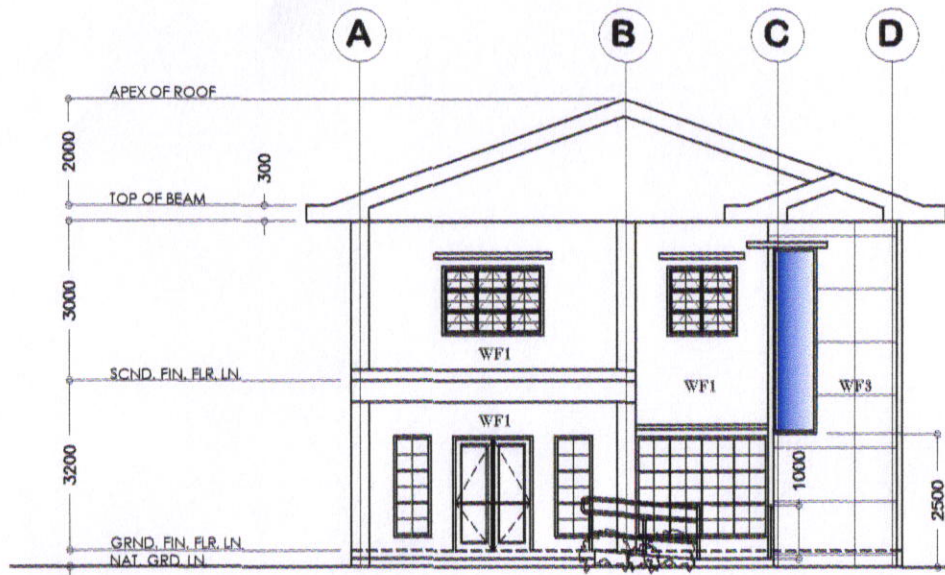 A B C D
APEX OF ROOF
2000
300
TOP OF BEAM
3000
WF1
SCND. FIN. FLR. LN.
WF1
WF3
WF1
3200
1000
2500
GRND. FIN. FLR. LN.
NAT. GRD. LN.